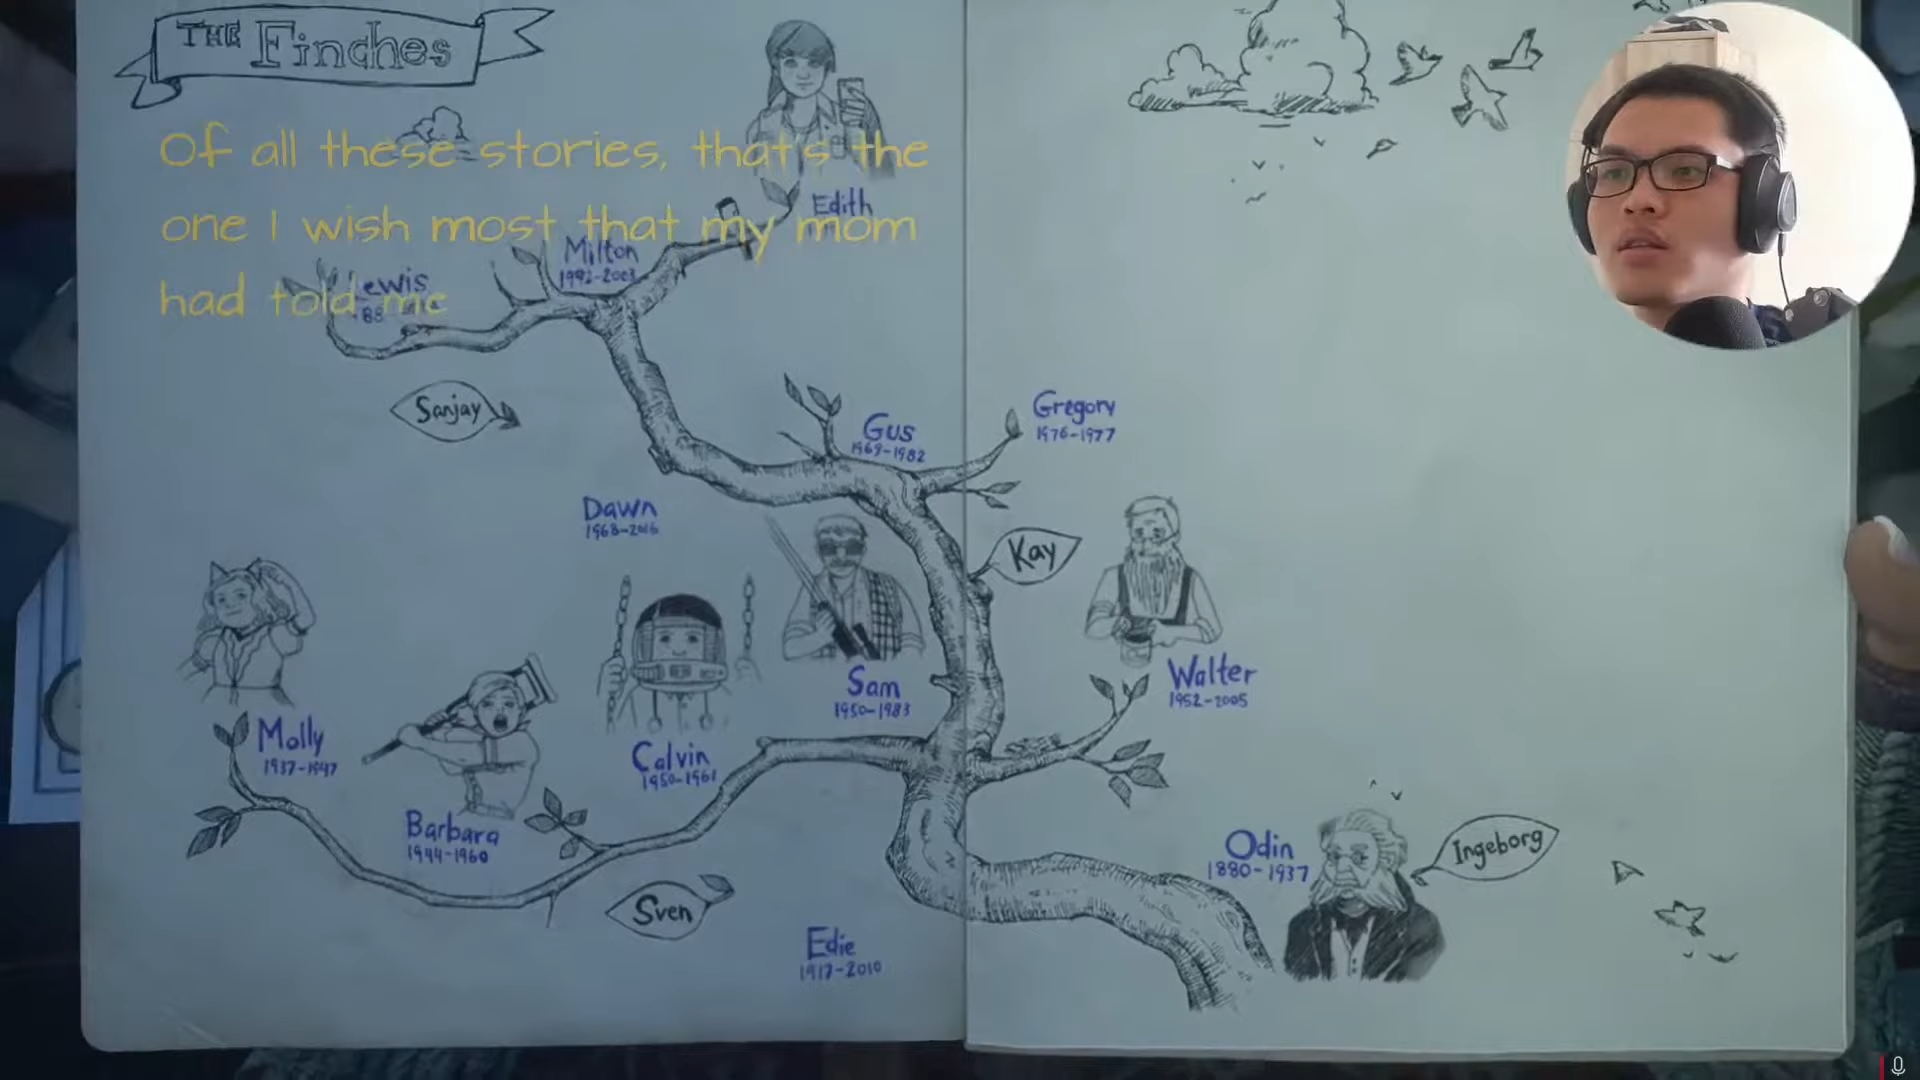 THE Finches
Of all these stories, that's the
one I wish most that my mom
had told me
Edith
Milton
1992-2003
Lewis
Sanjay
Gus
1969-1982
Gregory
1976-1977
Dawn
1968-2016
Kay
Sam
1950-1983
Walter
1952-2005
Molly
1937-1947
Calvin
1950-1961
Barbara
1944-1960
Odin
1880-1937
Ingeborg
Sven
Edie
1917-2010